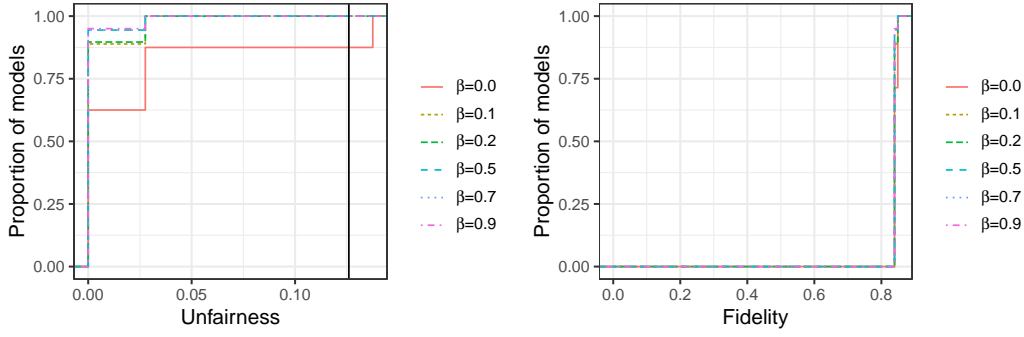 Proportion of models
1.00
0.75
0.50
0.25
0.00
0.00
0.05
0.10
Unfairness
β=0.0
β=0.1
β=0.2
β=0.5
β=0.7
β=0.9
Proportion of models
1.00
0.75
0.50
0.25
0.00
0.0
0.2
0.4
0.6
0.8
Fidelity
β=0.0
β=0.1
β=0.2
β=0.5
β=0.7
β=0.9